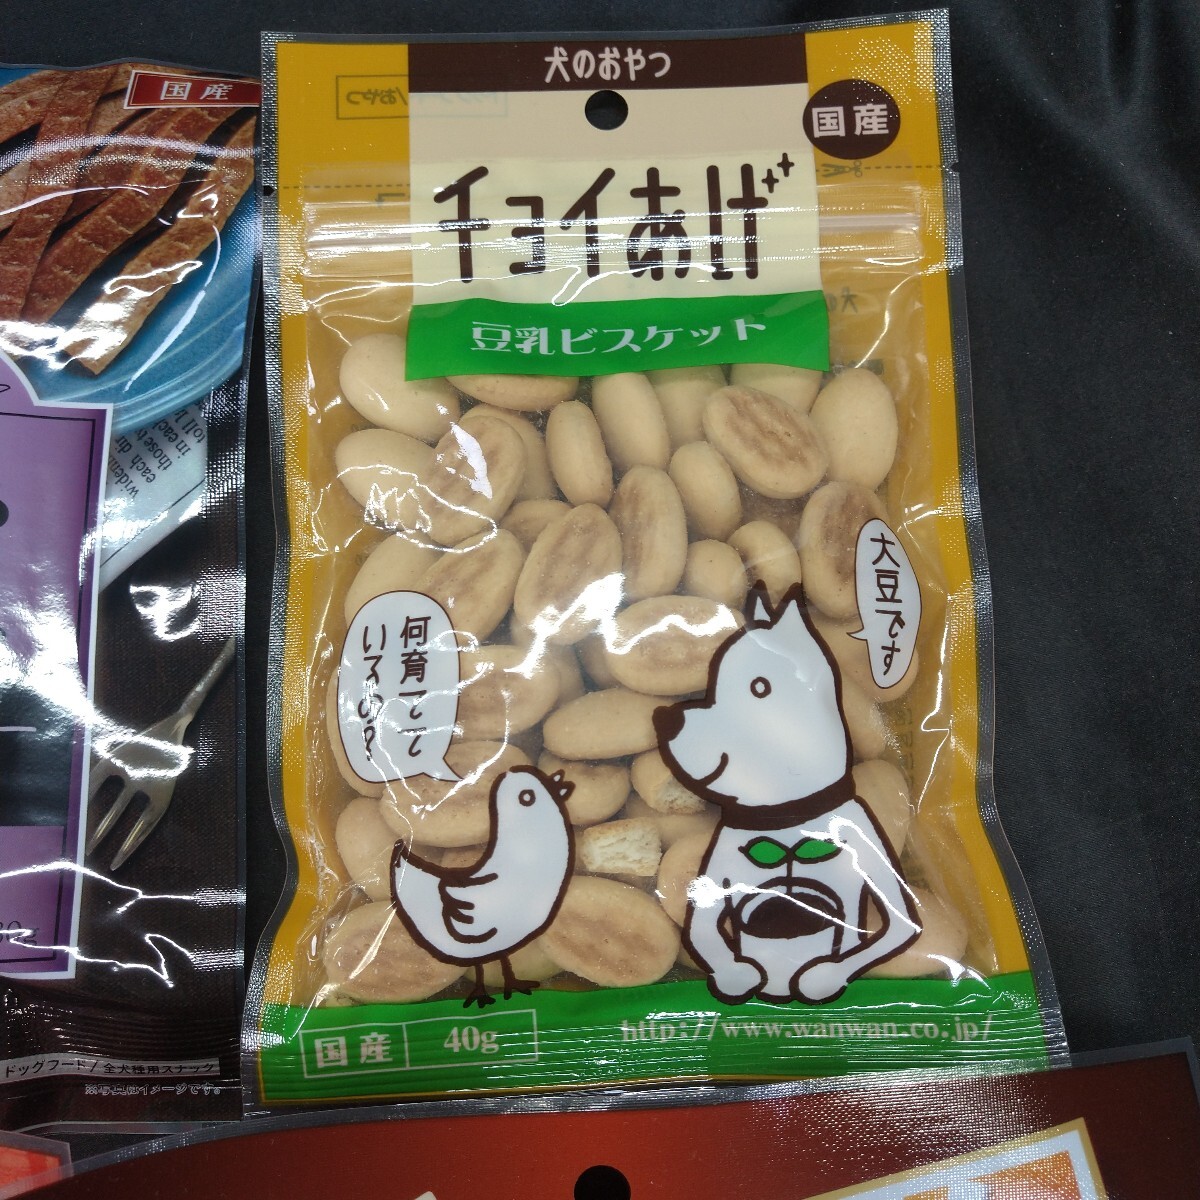 犬のおやつ
国産
チョイあげ
豆乳ビスケット
大豆です
何育てて
いるの?
国産
40g
http://www.wanwan.co.jp/
国産
ドッグフード/全犬種用スナック